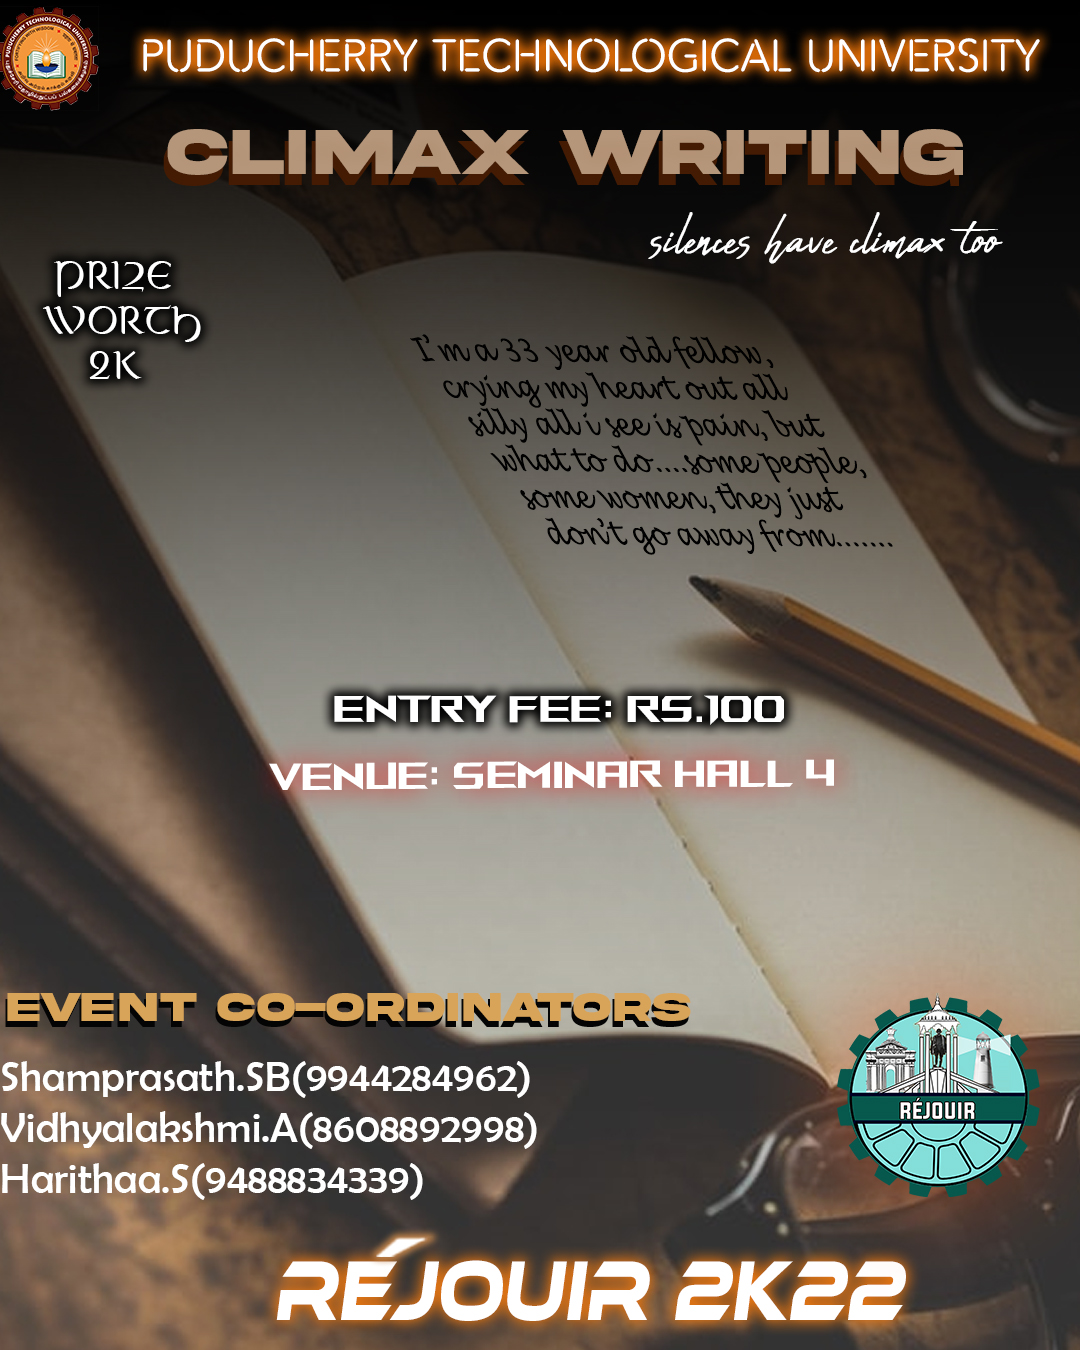 PUDUCHERRY TECHNOLOGICAL UNIVERSITY
CLIMAX WRITING
silences have climax too
PRIZE
WORTH
2K
I'm a 33 year old fellow,
crying my heart out all
silly all i see is pain, but
what to do....some people,
some women, they just
don't go away from.......
ENTRY FEE: RS.100
VENUE: SEMINAR HALL 4
EVENT CO-ORDINATORS
Shamprasath.SB(9944284962)
Vidhyalakshmi.A(8608892998)
Harithaa.S(9488834339)
RÉJOUIR
RÉJOUIR 2K22